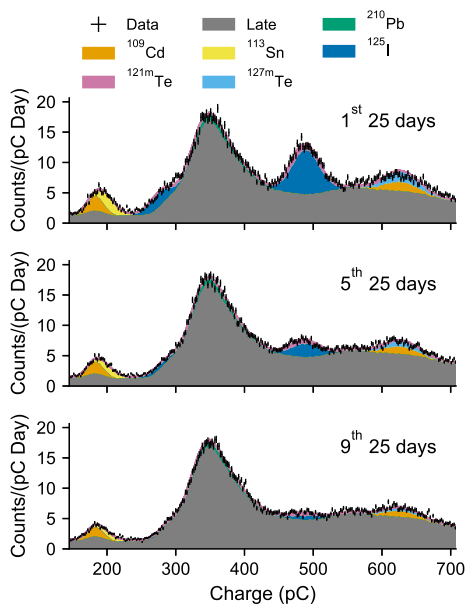 Data Late ²¹⁰Pb
¹⁰⁹Cd ¹¹³Sn ¹²⁵I
¹²¹ᵐTe ¹²⁷ᵐTe
Counts/(pC Day)
20
15
10
5
0
1ˢᵗ 25 days
Counts/(pC Day)
20
15
10
5
0
5ᵗʰ 25 days
Counts/(pC Day)
20
15
10
5
0
9ᵗʰ 25 days
200 300 400 500 600 700
Charge (pC)